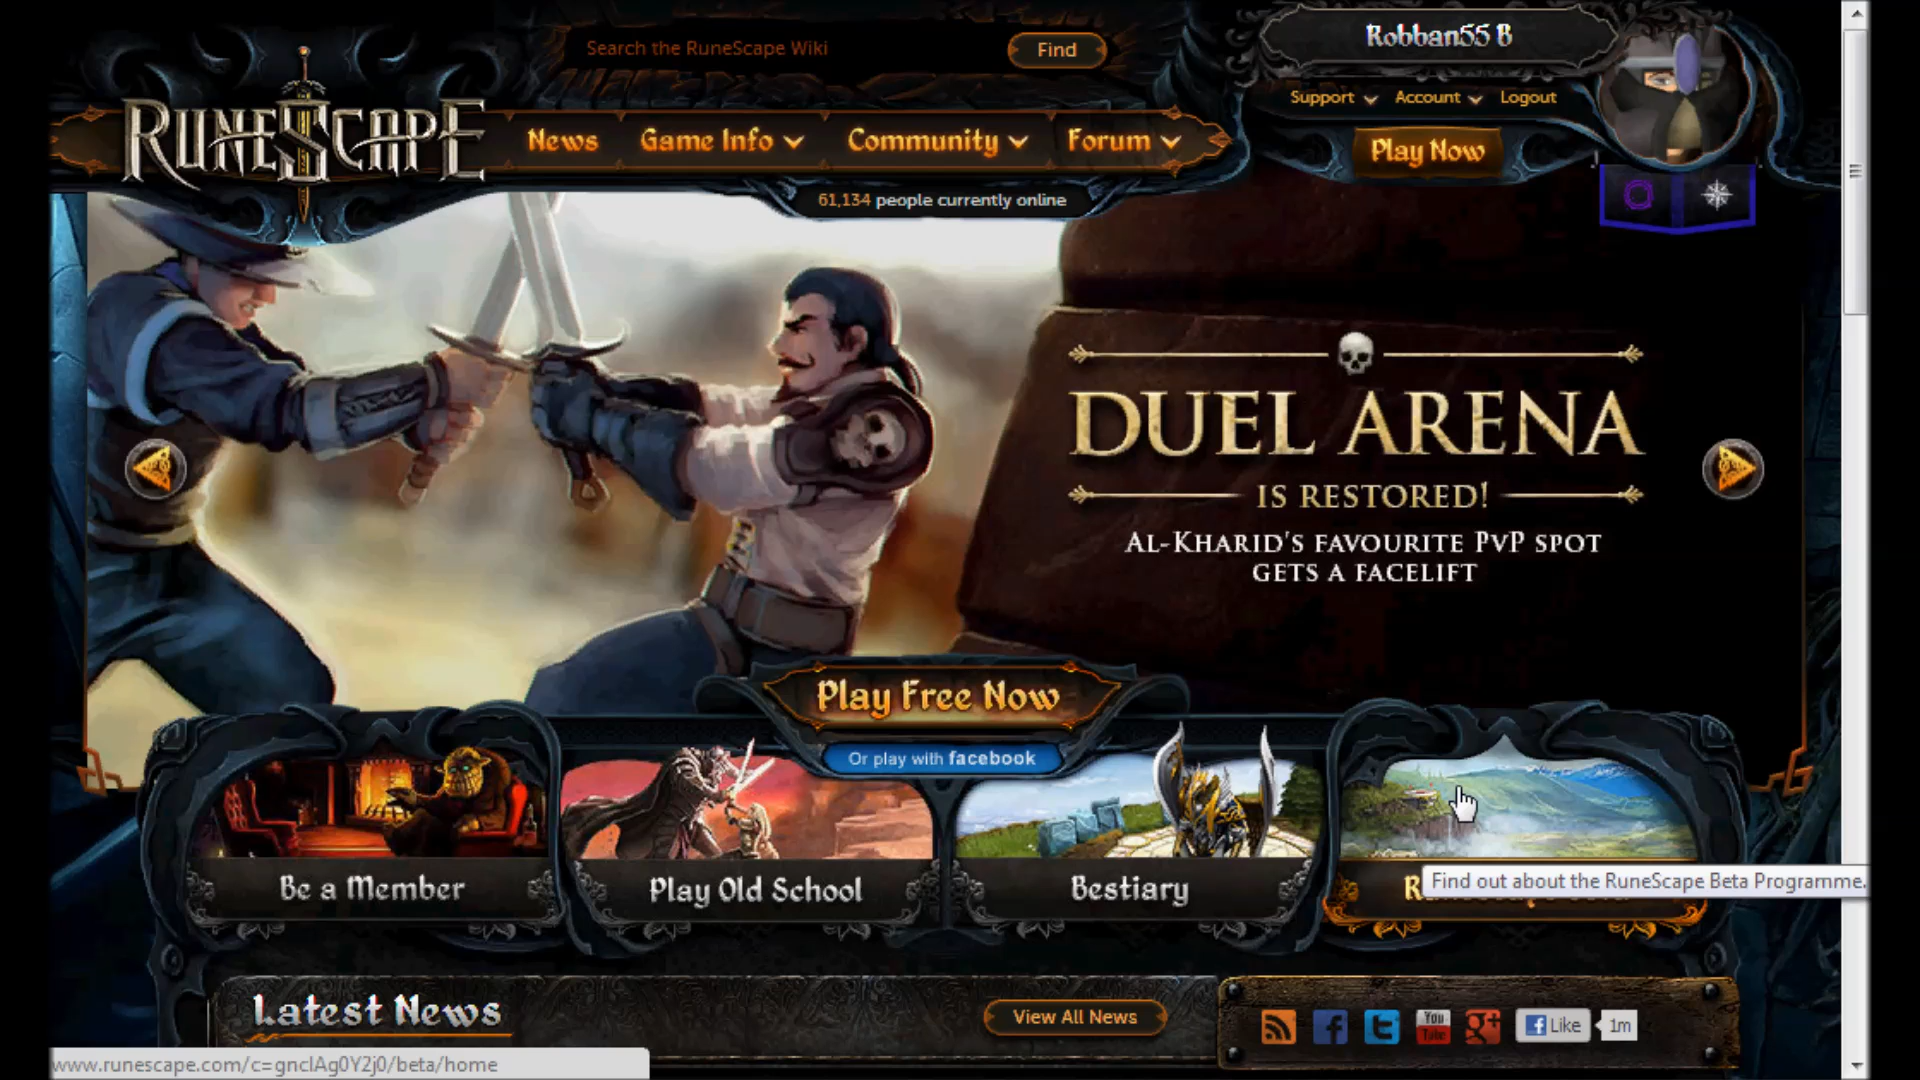 Search the RuneScape Wiki
Find
Robban55 B
Support
Account
Logout
RUNESCAPE
News
Game Info
Community
Forum
Play Now
61,134 people currently online
DUEL ARENA
IS RESTORED!
AL-KHARID'S FAVOURITE PVP SPOT
GETS A FACELIFT
Play Free Now
Or play with facebook
Be a Member
Play Old School
Bestiary
Find out about the RuneScape Beta Programme.
Latest News
View All News
You
Tube
Like
1m
www.runescape.com/c=gnclAg0Y2j0/beta/home